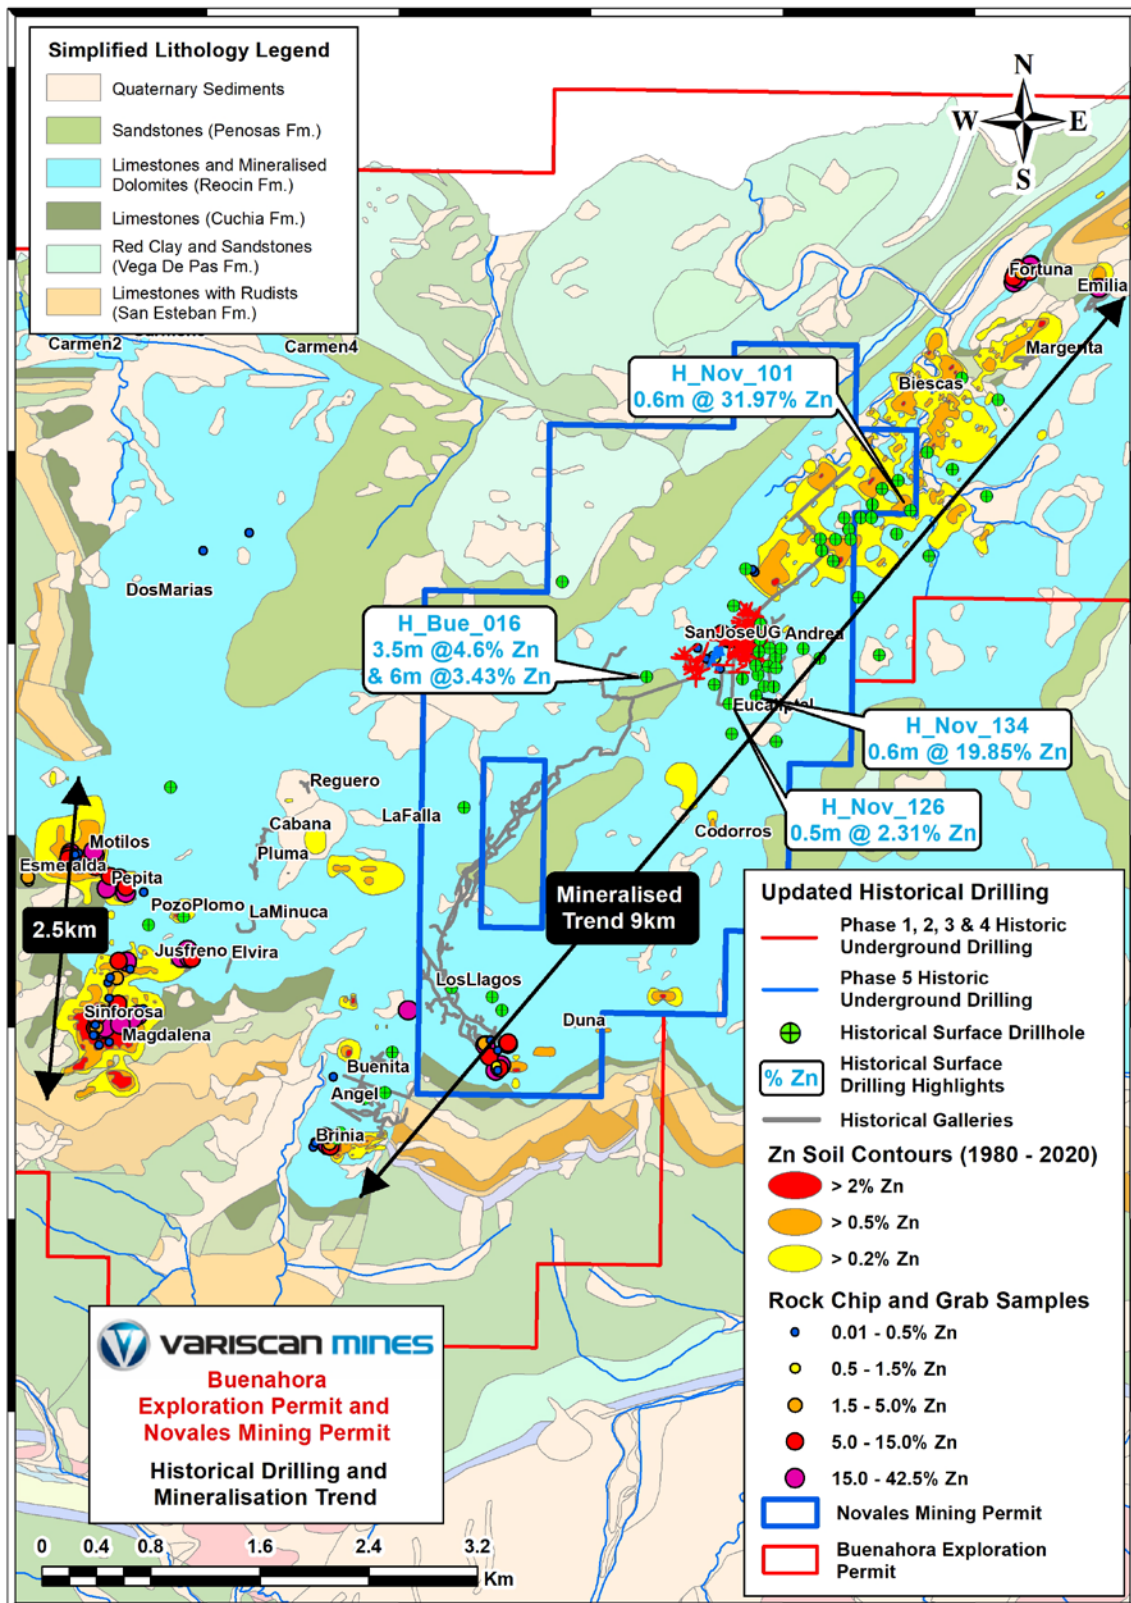 Simplified Lithology Legend
Quaternary Sediments
Sandstones (Penosas Fm.)
Limestones and Mineralised
Dolomites (Reocin Fm.)
Limestones (Cuchia Fm.)
Red Clay and Sandstones
(Vega De Pas Fm.)
Limestones with Rudists
(San Esteban Fm.)
N
W
E
S
Carmen2
Carmen4
Fortuna
Emilia
Margerita
Biescas
H_Nov_101
0.6m @ 31.97% Zn
DosMarias
H_Bue_016
3.5m @4.6% Zn
& 6m @3.43% Zn
SanJoseUG
Andrea
Eucaliptel
H_Nov_134
0.6m @ 19.85% Zn
H_Nov_126
0.5m @ 2.31% Zn
Reguero
Cabana
LaFalla
Pluma
Codorros
Motilos
Esmeralda
Pepita
PozoPlomo
LaMinuca
2.5km
Mineralised
Trend 9km
Jusfreno
Elvira
LosLlagos
Sinforosa
Magdalena
Duna
Buenita
Angel
Brinia
Updated Historical Drilling
Phase 1, 2, 3 & 4 Historic
Underground Drilling
Phase 5 Historic
Underground Drilling
Historical Surface Drillhole
% Zn
Historical Surface
Drilling Highlights
Historical Galleries
Zn Soil Contours (1980 - 2020)
> 2% Zn
> 0.5% Zn
> 0.2% Zn
Rock Chip and Grab Samples
0.01 - 0.5% Zn
0.5 - 1.5% Zn
1.5 - 5.0% Zn
5.0 - 15.0% Zn
15.0 - 42.5% Zn
Novales Mining Permit
Buenahora Exploration
Permit
VARISCAN MINES
Buenahora
Exploration Permit and
Novales Mining Permit
Historical Drilling and
Mineralisation Trend
0 0.4 0.8 1.6 2.4 3.2
Km